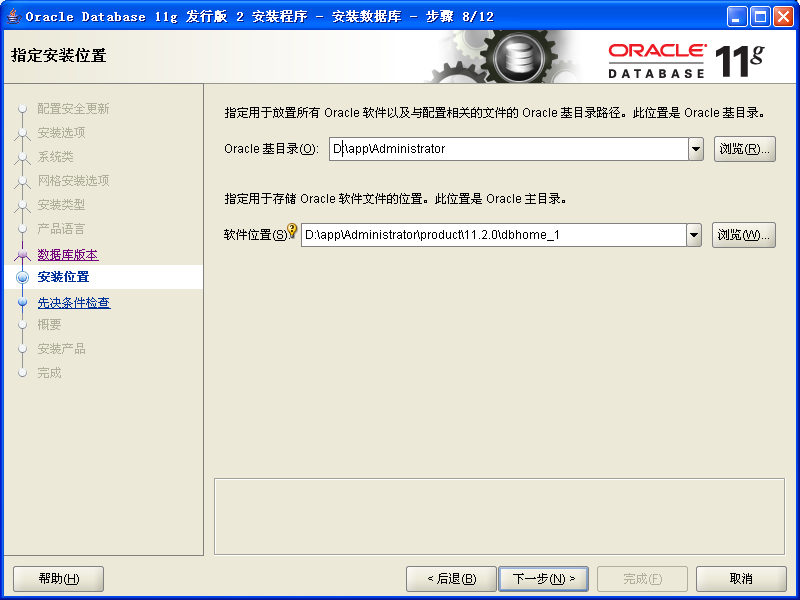 Oracle Database 11g 发行版 2 安装程序 - 安装数据库 - 步骤 8/12
指定安装位置
ORACLE
DATABASE
11g
配置安全更新
安装选项
系统类
网格安装选项
安装类型
产品语言
数据库版本
安装位置
先决条件检查
概要
安装产品
完成
指定用于放置所有 Oracle 软件以及与配置相关的文件的 Oracle 基目录路径。此位置是 Oracle 基目录。
Oracle 基目录(O): D:\app\Administrator 浏览(R)...
指定用于存储 Oracle 软件文件的位置。此位置是 Oracle 主目录。
软件位置(S) D:\app\Administrator\product\11.2.0\dbhome_1 浏览(W)...
帮助(H) < 后退(B) 下一步(N) > 完成(F) 取消